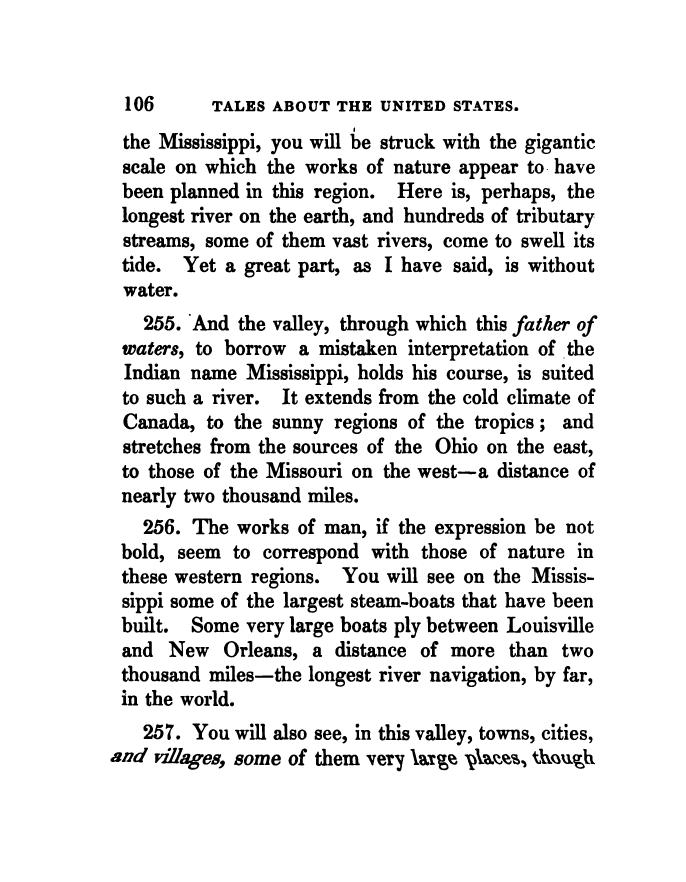 106 TALES ABOUT THE UNITED STATES.
the Mississippi, you will be struck with the gigantic
scale on which the works of nature appear to have
been planned in this region. Here is, perhaps, the
longest river on the earth, and hundreds of tributary
streams, some of them vast rivers, come to swell its
tide. Yet a great part, as I have said, is without
water.
255. And the valley, through which this father of
waters, to borrow a mistaken interpretation of the
Indian name Mississippi, holds his course, is suited
to such a river. It extends from the cold climate of
Canada, to the sunny regions of the tropics; and
stretches from the sources of the Ohio on the east,
to those of the Missouri on the west—a distance of
nearly two thousand miles.
256. The works of man, if the expression be not
bold, seem to correspond with those of nature in
these western regions. You will see on the Missis-
sippi some of the largest steam-boats that have been
built. Some very large boats ply between Louisville
and New Orleans, a distance of more than two
thousand miles—the longest river navigation, by far,
in the world.
257. You will also see, in this valley, towns, cities,
and villages, some of them very large places, though